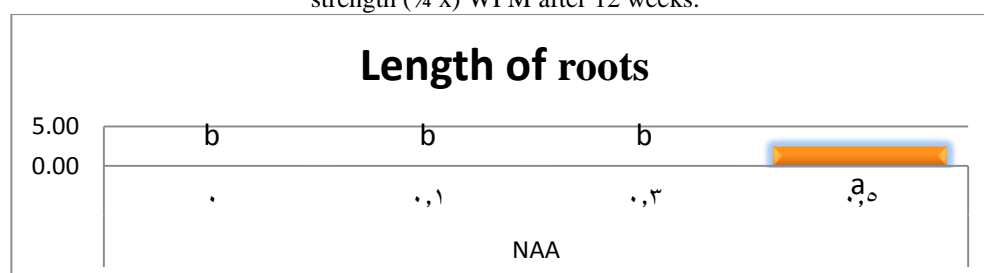 strength (¼ x) WPM after 12 weeks.
Length of roots
5.00
0.00
b b b a
٠ ٠,١ ٠,٣ ٠,٥
NAA